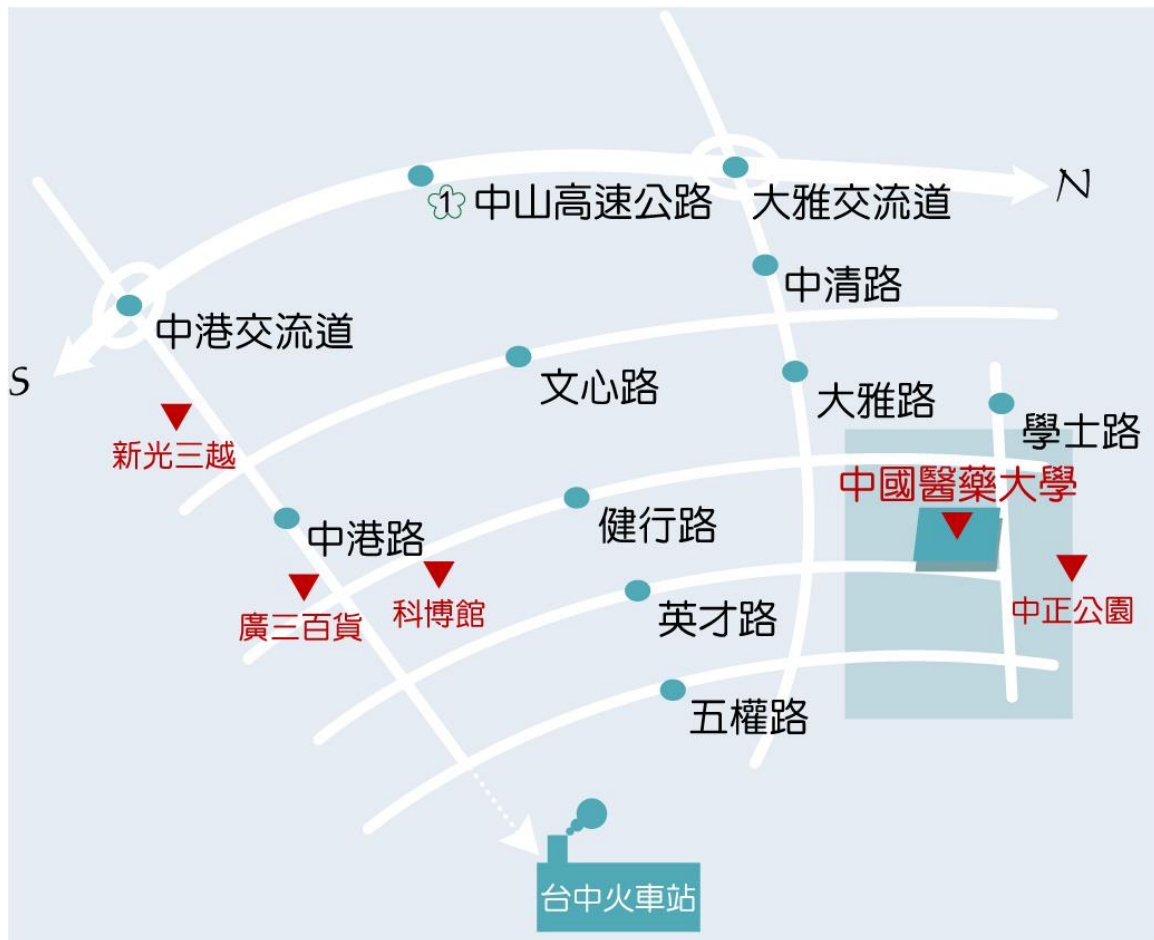 N
1 中山高速公路
大雅交流道
中清路
中港交流道
S
文心路
大雅路
學士路
新光三越
中國醫藥大學
中港路
健行路
廣三百貨
科博館
英才路
中正公園
五權路
台中火車站